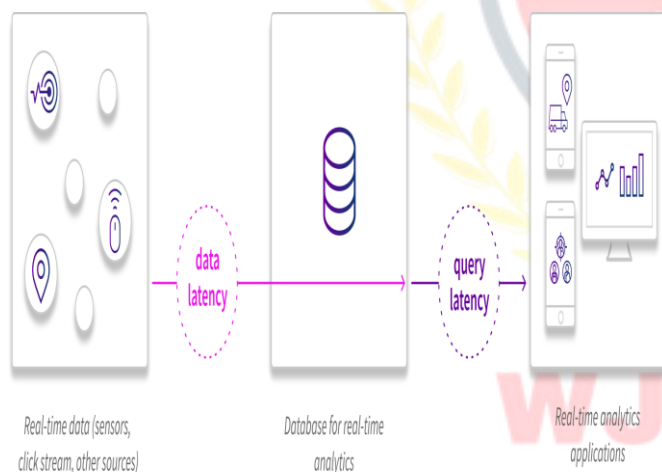 data
latency
query
latency
Real-time data (sensors,
click stream, other sources)
Database for real-time
analytics
Real-time analytics
applications
WJ